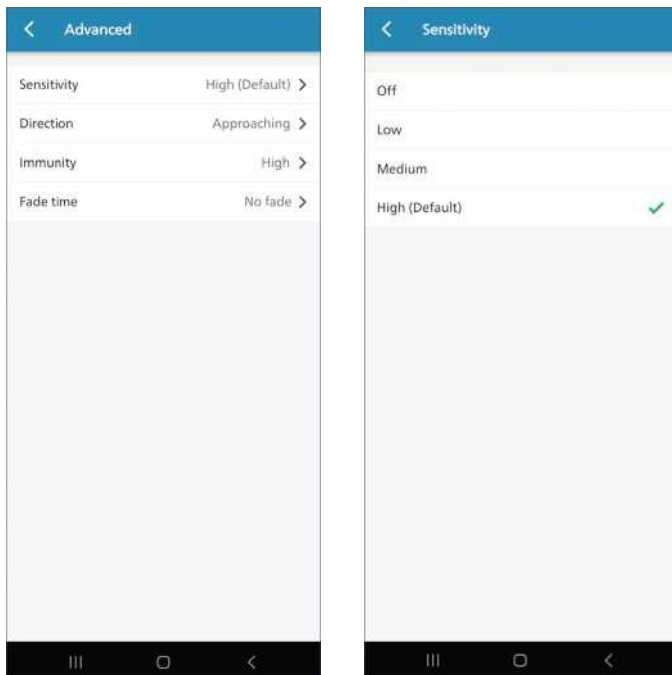 Advanced
Sensitivity High (Default)
Direction Approaching
Immunity High
Fade time No fade
Sensitivity
Off
Low
Medium
High (Default)